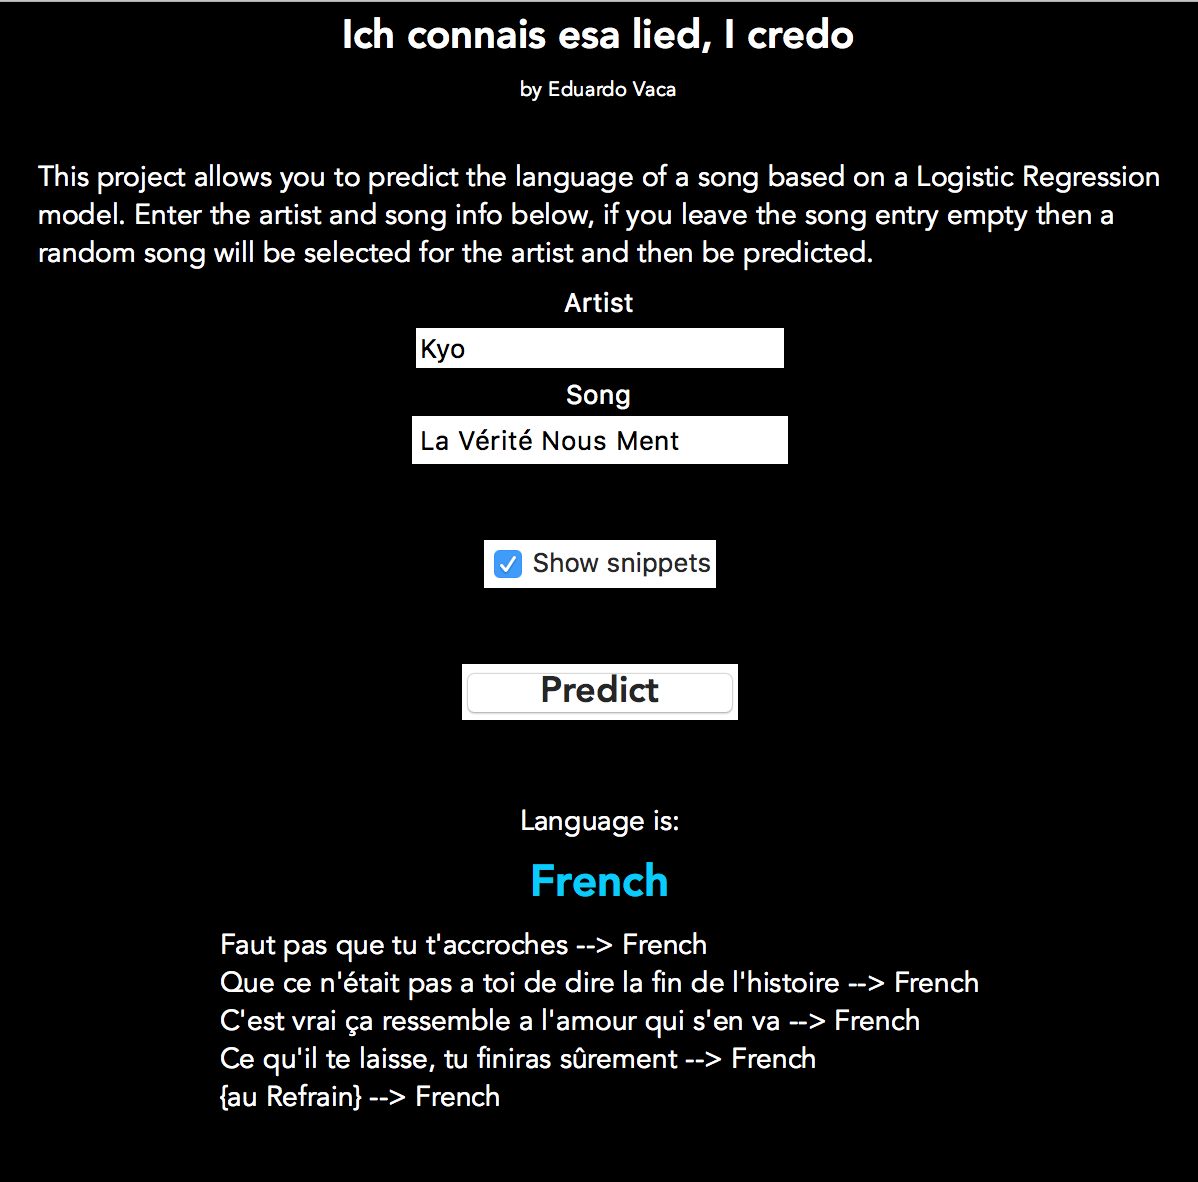 Ich connais esa lied, I credo
by Eduardo Vaca
This project allows you to predict the language of a song based on a Logistic Regression
model. Enter the artist and song info below, if you leave the song entry empty then a
random song will be selected for the artist and then be predicted.
Artist
Kyo
Song
La Vérité Nous Ment
Show snippets
Predict
Language is:
French
Faut pas que tu t'accroches --> French
Que ce n'était pas a toi de dire la fin de l'histoire --> French
C'est vrai ça ressemble a l'amour qui s'en va --> French
Ce qu'il te laisse, tu finiras sûrement --> French
{au Refrain} --> French